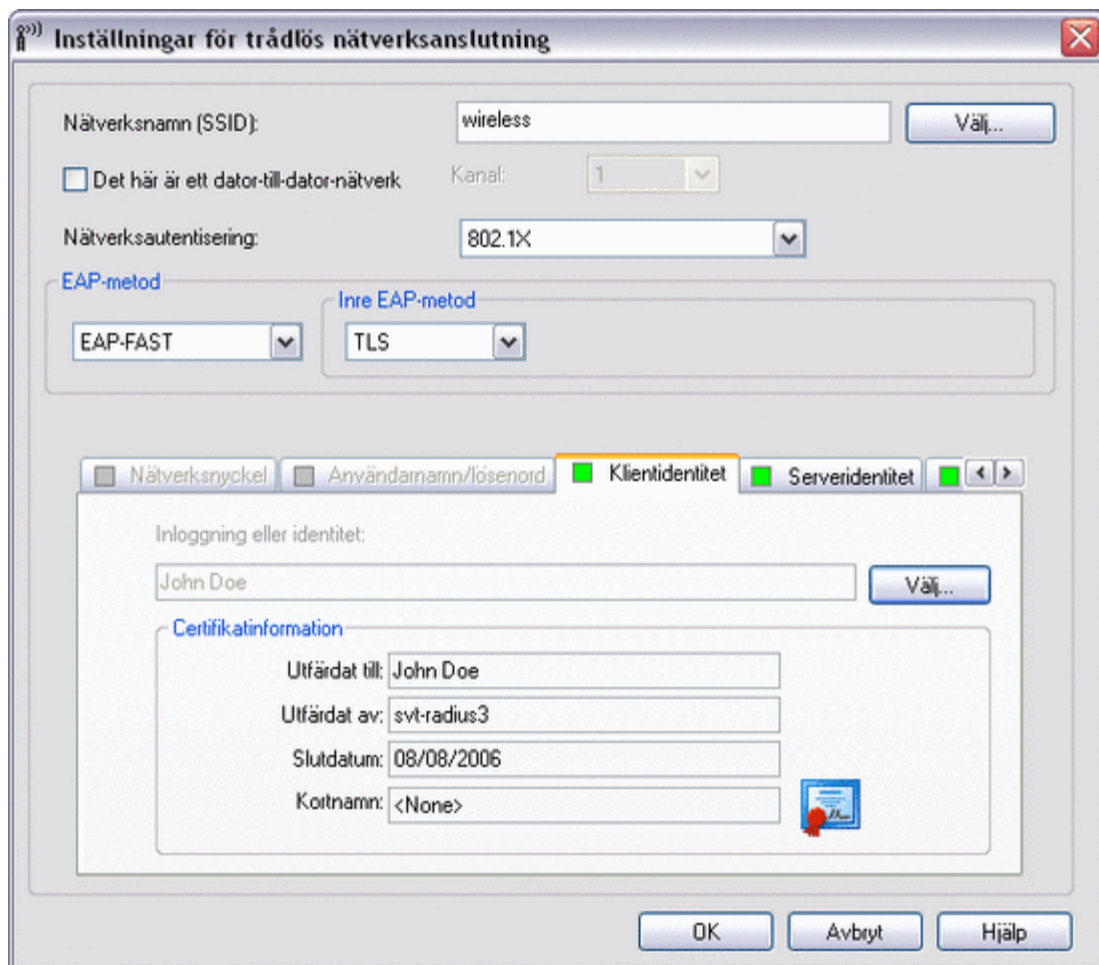 Inställningar för trådlös nätverksanslutning
Nätverksnamn (SSID): wireless Välj...
Det här är ett dator-till-dator-nätverk Kanal: 1
Nätverksautentisering: 802.1X
EAP-metod
Inre EAP-metod
EAP-FAST TLS
Nätverksnyckel Användarnamn/lösenord Klientidentitet Serveridentitet
Inloggning eller identitet:
John Doe Välj...
Certifikatinformation
Utfärdat till: John Doe
Utfärdat av: svt-radius3
Slutdatum: 08/08/2006
Kortnamn: <None>
OK Avbryt Hjälp